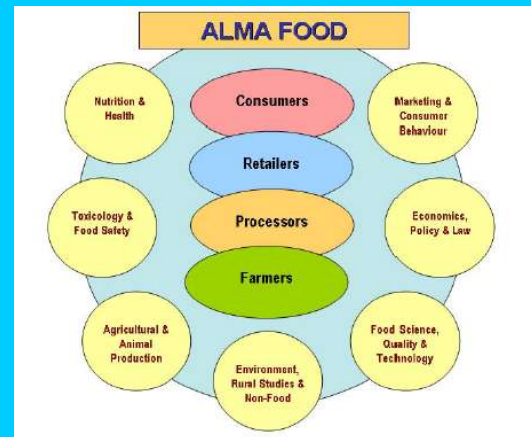 ALMA FOOD
Consumers
Retailers
Processors
Farmers
Nutrition &
Health
Marketing &
Consumer
Behaviour
Toxicology &
Food Safety
Economics,
Policy & Law
Agricultural &
Animal
Production
Food Science,
Quality &
Technology
Environment,
Rural Studies &
Non-Food